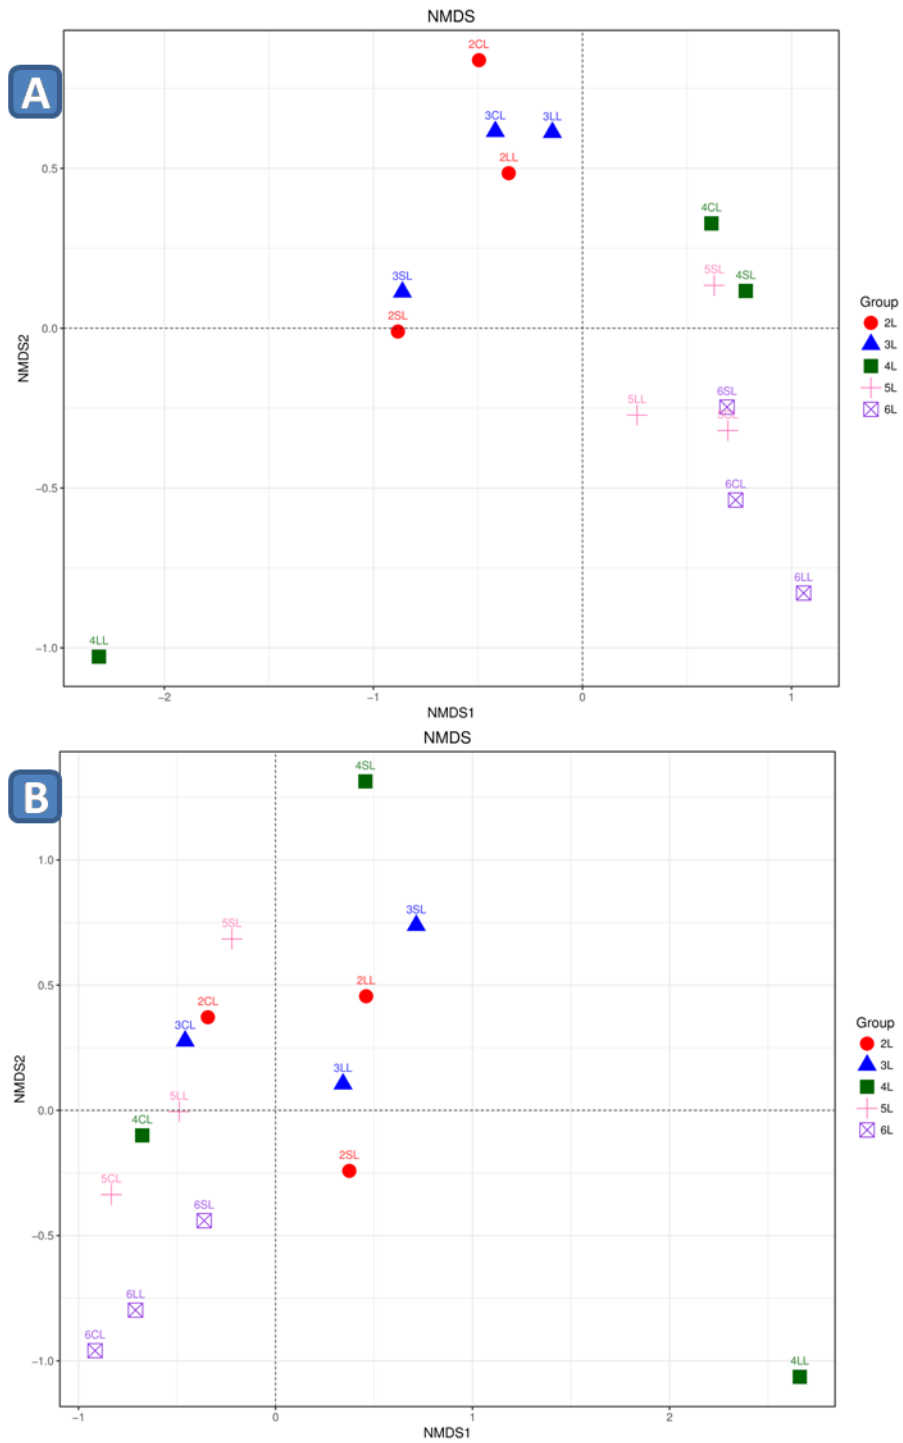 NMDS
A
2CL
3CL
3LL
2LL
0.5
4CL
5SL
4SL
3SL
2SL
0.0
NMDS2
Group
2L
3L
4L
5L
6L
5LL
6SL
−0.5
6CL
6LL
4LL
−1.0
−2
−1
0
1
NMDS1
NMDS
B
4SL
1.0
3SL
5SL
2LL
0.5
2CL
3CL
3LL
5LL
0.0
4CL
NMDS2
Group
2L
3L
4L
5L
6L
2SL
5CL
6SL
−0.5
6LL
6CL
4LL
−1.0
−1
0
1
2
NMDS1